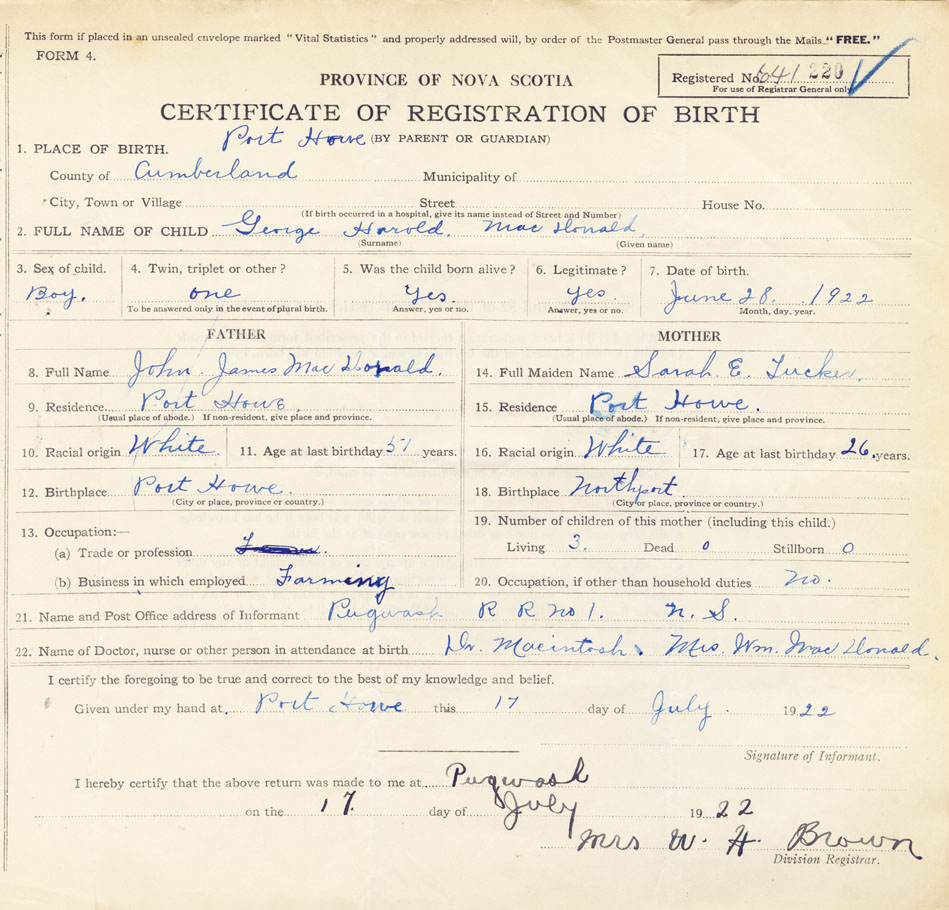 This form if placed in an unsealed envelope marked "Vital Statistics" and properly addressed will, by order of the Postmaster General pass through the Mails "FREE."
FORM 4.
PROVINCE OF NOVA SCOTIA
Registered No. 641 220
For use of Registrar General only
CERTIFICATE OF REGISTRATION OF BIRTH
Port Howe (BY PARENT OR GUARDIAN)
1. PLACE OF BIRTH.
County of Cumberland Municipality of
City, Town or Village Street House No.
(If birth occurred in a hospital, give its name instead of Street and Number)
2. FULL NAME OF CHILD George Harold. Mac Donald.
(Surname) (Given name)
3. Sex of child. 4. Twin, triplet or other? 5. Was the child born alive? 6. Legitimate? 7. Date of birth.
Boy. one Yes. yes. June 28. 1922
To be answered only in the event of plural birth. Answer, yes or no. Answer, yes or no. Month, day, year.
FATHER MOTHER
8. Full Name John James Mac Donald. 14. Full Maiden Name Sarah E. Tucker.
9. Residence Port Howe. 15. Residence Port Howe.
(Usual place of abode.) If non-resident, give place and province. (Usual place of abode.) If non-resident, give place and province.
10. Racial origin White 11. Age at last birthday 51 years. 16. Racial origin White 17. Age at last birthday 26. years.
12. Birthplace Port Howe. 18. Birthplace Northport
(City or place, province or country.) (City or place, province or country.)
13. Occupation:— 19. Number of children of this mother (including this child.)
(a) Trade or profession Living 3. Dead 0 Stillborn 0
(b) Business in which employed Farming 20. Occupation, if other than household duties No.
21. Name and Post Office address of Informant Pugwash R R No 1. N. S.
22. Name of Doctor, nurse or other person in attendance at birth Dr. Macintosh. Mrs. Wm. Mac Donald.
I certify the foregoing to be true and correct to the best of my knowledge and belief.
Given under my hand at Port Howe this 17 day of July. 1922
Signature of Informant.
I hereby certify that the above return was made to me at Pugwash
on the 17. day of July 1922
Mrs W. H. Brown
Division Registrar.